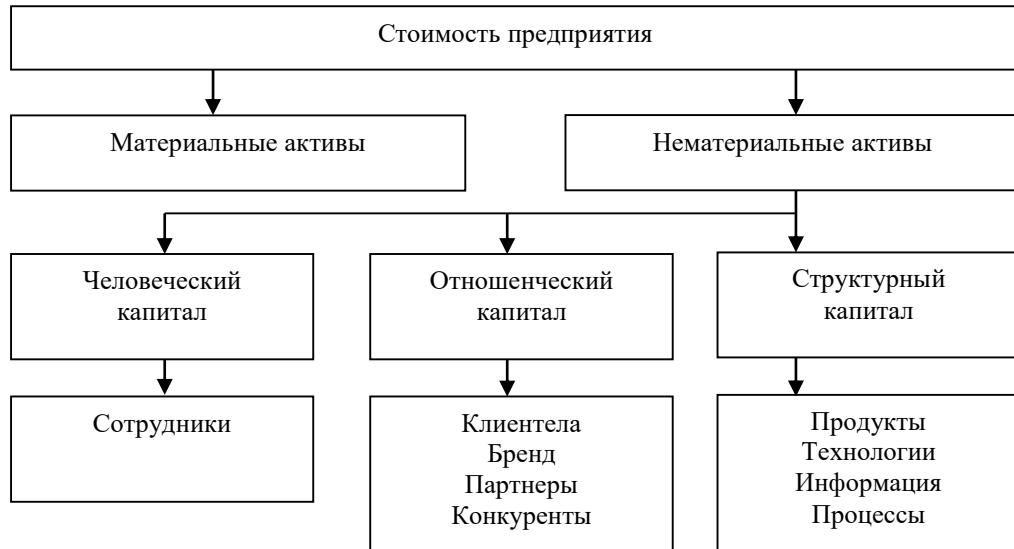 Стоимость предприятия
Материальные активы
Нематериальные активы
Человеческий
капитал
Отношенческий
капитал
Структурный
капитал
Сотрудники
Клиентела
Бренд
Партнеры
Конкуренты
Продукты
Технологии
Информация
Процессы